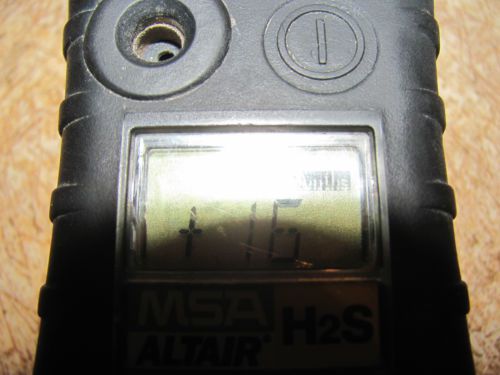 + 16
MSA
ALTAIR H2S